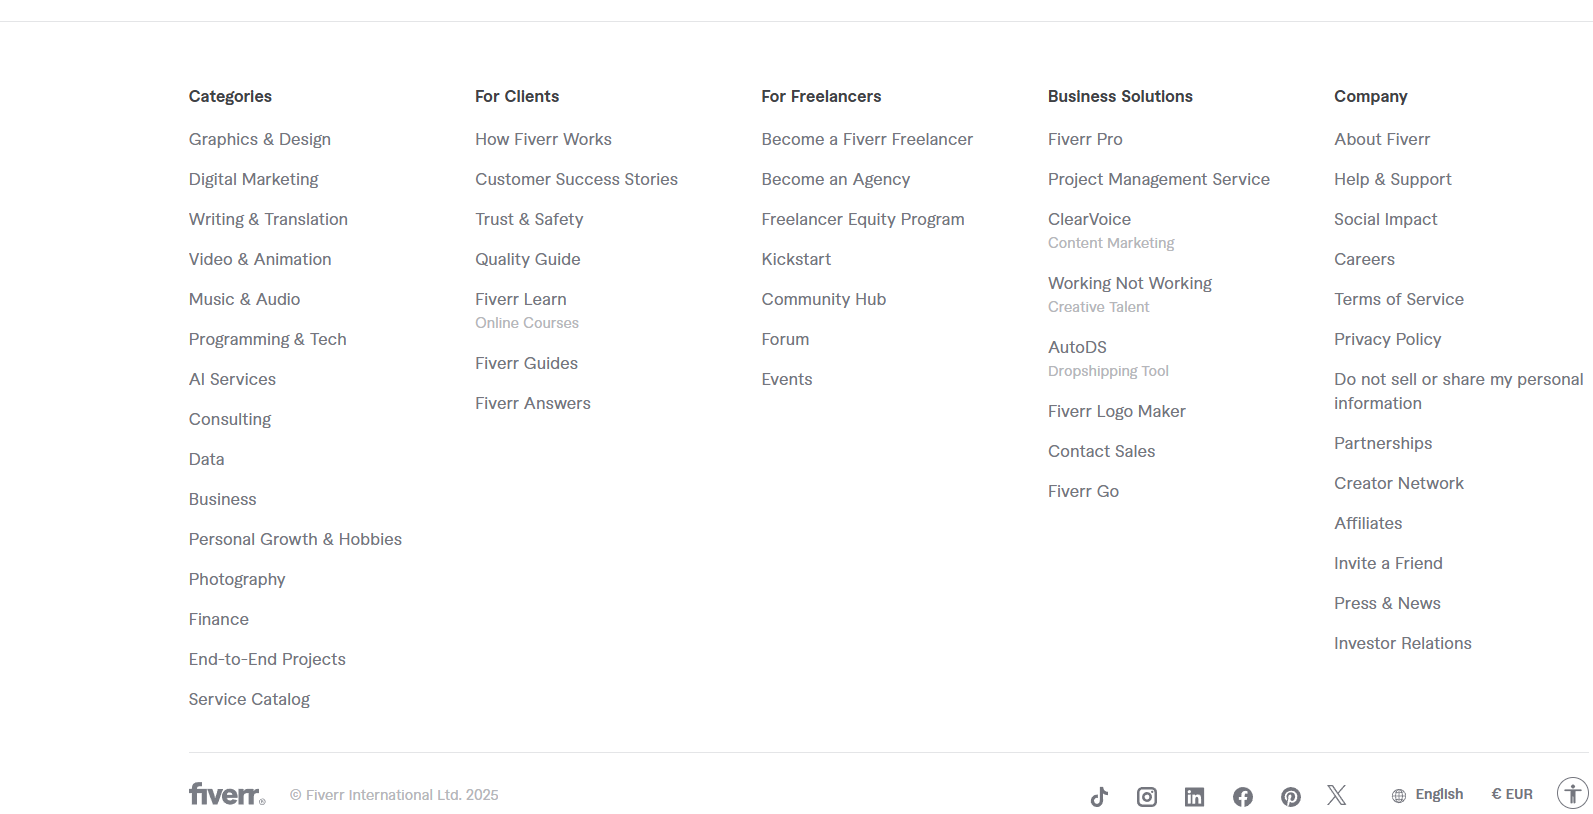 Categories
Graphics & Design
Digital Marketing
Writing & Translation
Video & Animation
Music & Audio
Programming & Tech
AI Services
Consulting
Data
Business
Personal Growth & Hobbies
Photography
Finance
End-to-End Projects
Service Catalog
For Clients
How Fiverr Works
Customer Success Stories
Trust & Safety
Quality Guide
Fiverr Learn
Online Courses
Fiverr Guides
Fiverr Answers
For Freelancers
Become a Fiverr Freelancer
Become an Agency
Freelancer Equity Program
Kickstart
Community Hub
Forum
Events
Business Solutions
Fiverr Pro
Project Management Service
ClearVoice
Content Marketing
Working Not Working
Creative Talent
AutoDS
Dropshipping Tool
Fiverr Logo Maker
Contact Sales
Fiverr Go
Company
About Fiverr
Help & Support
Social Impact
Careers
Terms of Service
Privacy Policy
Do not sell or share my personal
information
Partnerships
Creator Network
Affiliates
Invite a Friend
Press & News
Investor Relations
fiverr® © Fiverr International Ltd. 2025 English € EUR